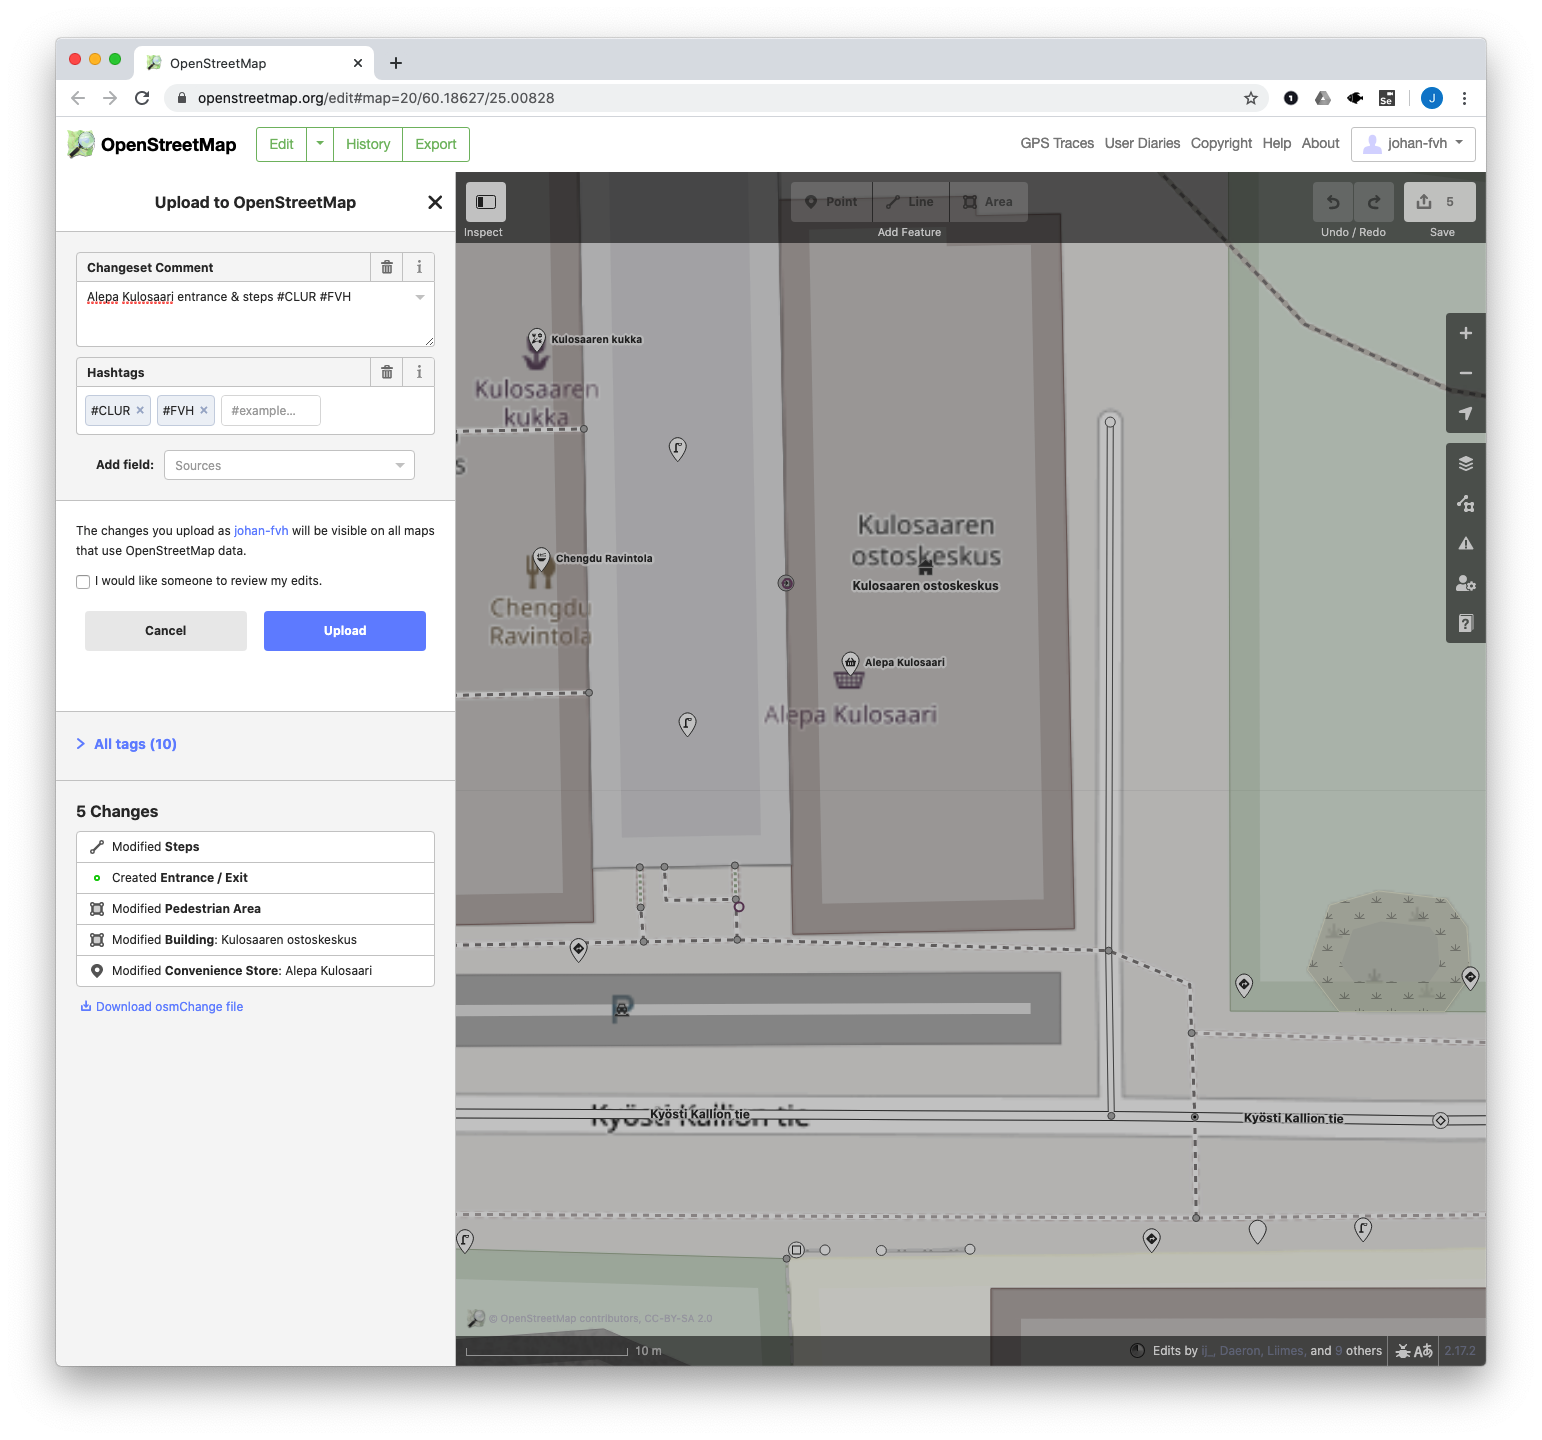 OpenStreetMap
openstreetmap.org/edit#map=20/60.18627/25.00828
1
Se
J
OpenStreetMap
Edit
History
Export
GPS Traces
User Diaries
Copyright
Help
About
johan-fvh
Upload to OpenStreetMap
Inspect
Point
Line
Area
Add Feature
Undo / Redo
5
Save
Changeset Comment
Alepa Kulosaari entrance & steps #CLUR #FVH
Hashtags
#CLUR
#FVH
#example...
Add field:
Sources
The changes you upload as johan-fvh will be visible on all maps
that use OpenStreetMap data.
I would like someone to review my edits.
Cancel
Upload
All tags (10)
5 Changes
Modified Steps
Created Entrance / Exit
Modified Pedestrian Area
Modified Building: Kulosaaren ostoskeskus
Modified Convenience Store: Alepa Kulosaari
Download osmChange file
Kulosaaren kukka
Kulosaaren
kukka
s
Chengdu Ravintola
Chengdu
Ravintola
Kulosaaren
ostoskeskus
Kulosaaren ostoskeskus
Alepa Kulosaari
Alepa Kulosaari
P
Kyösti Kallion tie
Kyösti Kallion tie
Kyösti Kallion tie
© OpenStreetMap contributors, CC-BY-SA 2.0
10 m
Edits by ij_, Daeron, Liimes, and 9 others
2.17.2